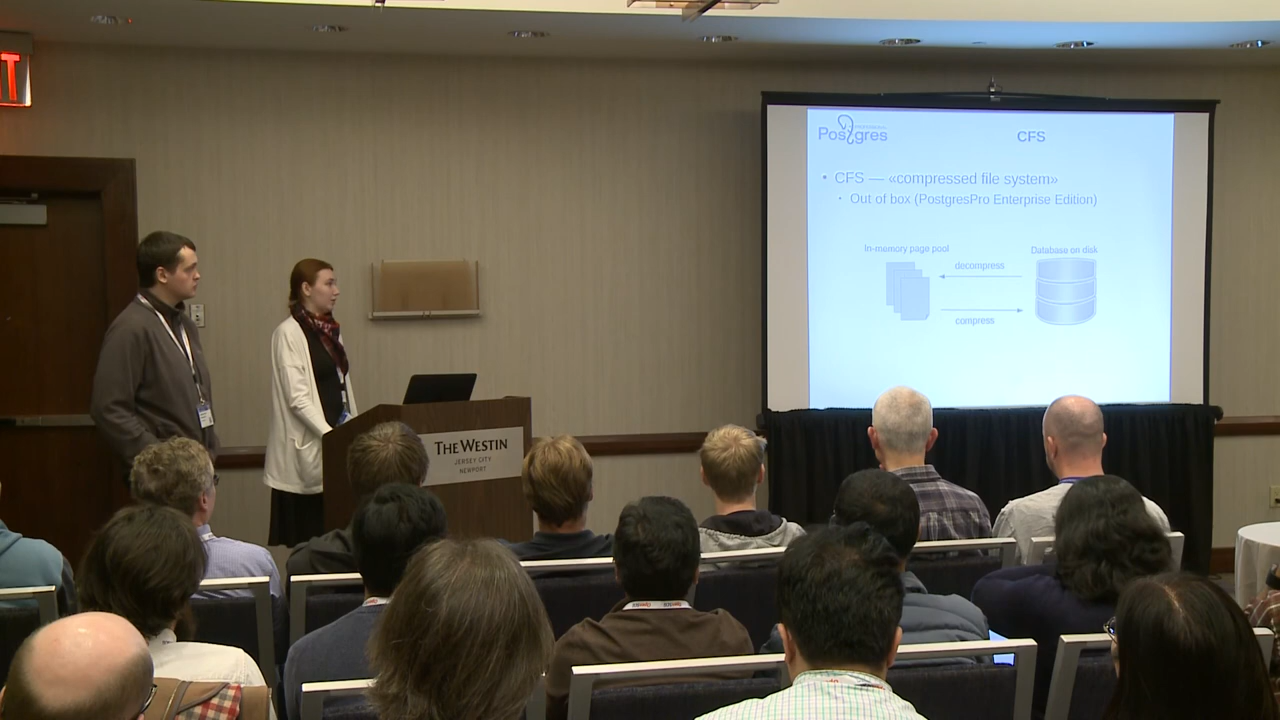 T
Postgres
CFS
• CFS — «compressed file system»
• Out of box (PostgresPro Enterprise Edition)
In-memory page pool
Database on disk
decompress
compress
THE WESTIN
JERSEY CITY
NEWPORT